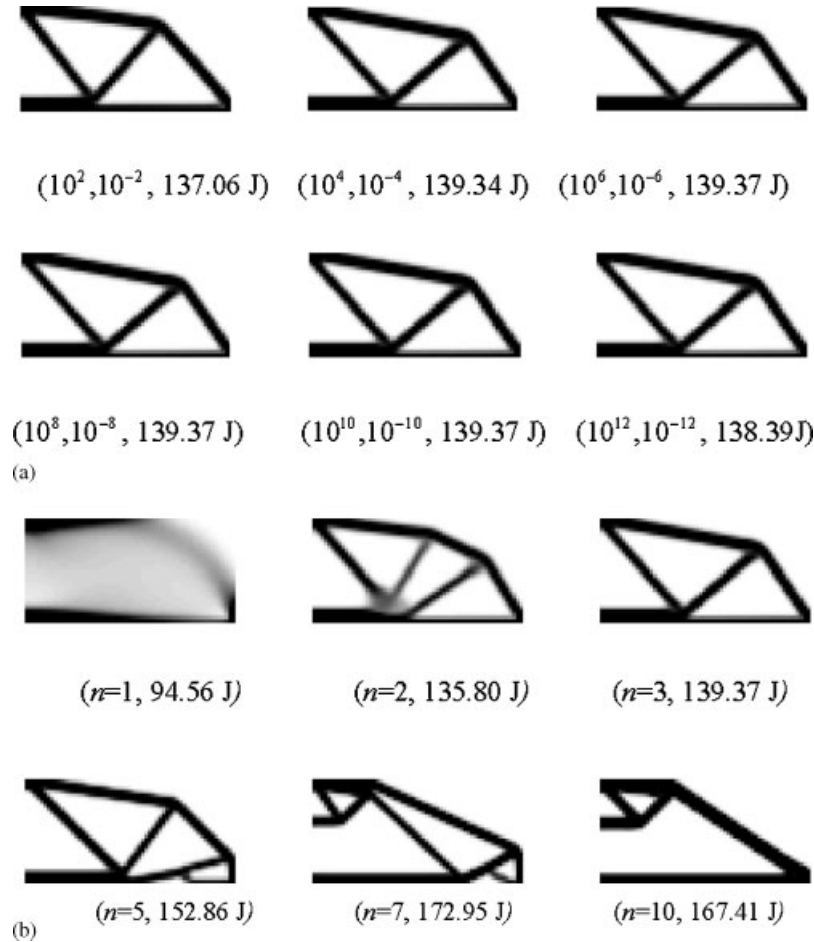 (10²,10⁻², 137.06 J) (10⁴,10⁻⁴, 139.34 J) (10⁶,10⁻⁶, 139.37 J)
(10⁸,10⁻⁸, 139.37 J) (10¹⁰,10⁻¹⁰, 139.37 J) (10¹²,10⁻¹², 138.39J)
(a)
(n=1, 94.56 J) (n=2, 135.80 J) (n=3, 139.37 J)
(n=5, 152.86 J) (n=7, 172.95 J) (n=10, 167.41 J)
(b)